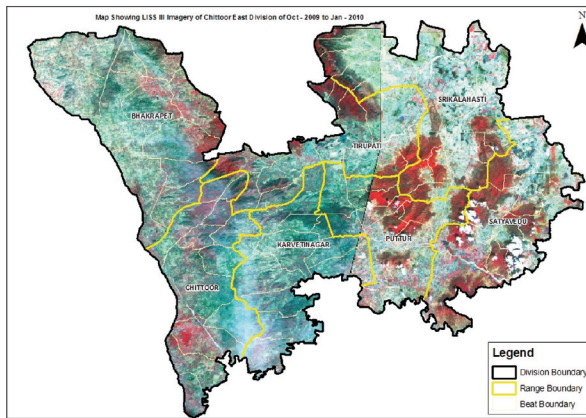 Map Showing LISS III Imagery of Chittoor East Division of Oct - 2009 to Jan - 2010
N
BHAKRAPET
SRIKALAHASTI
TIRUPATI
SATYAVEDU
KARVETINAGAR
PUTTUR
CHITTOOR
Legend
Division Boundary
Range Boundary
Beat Boundary